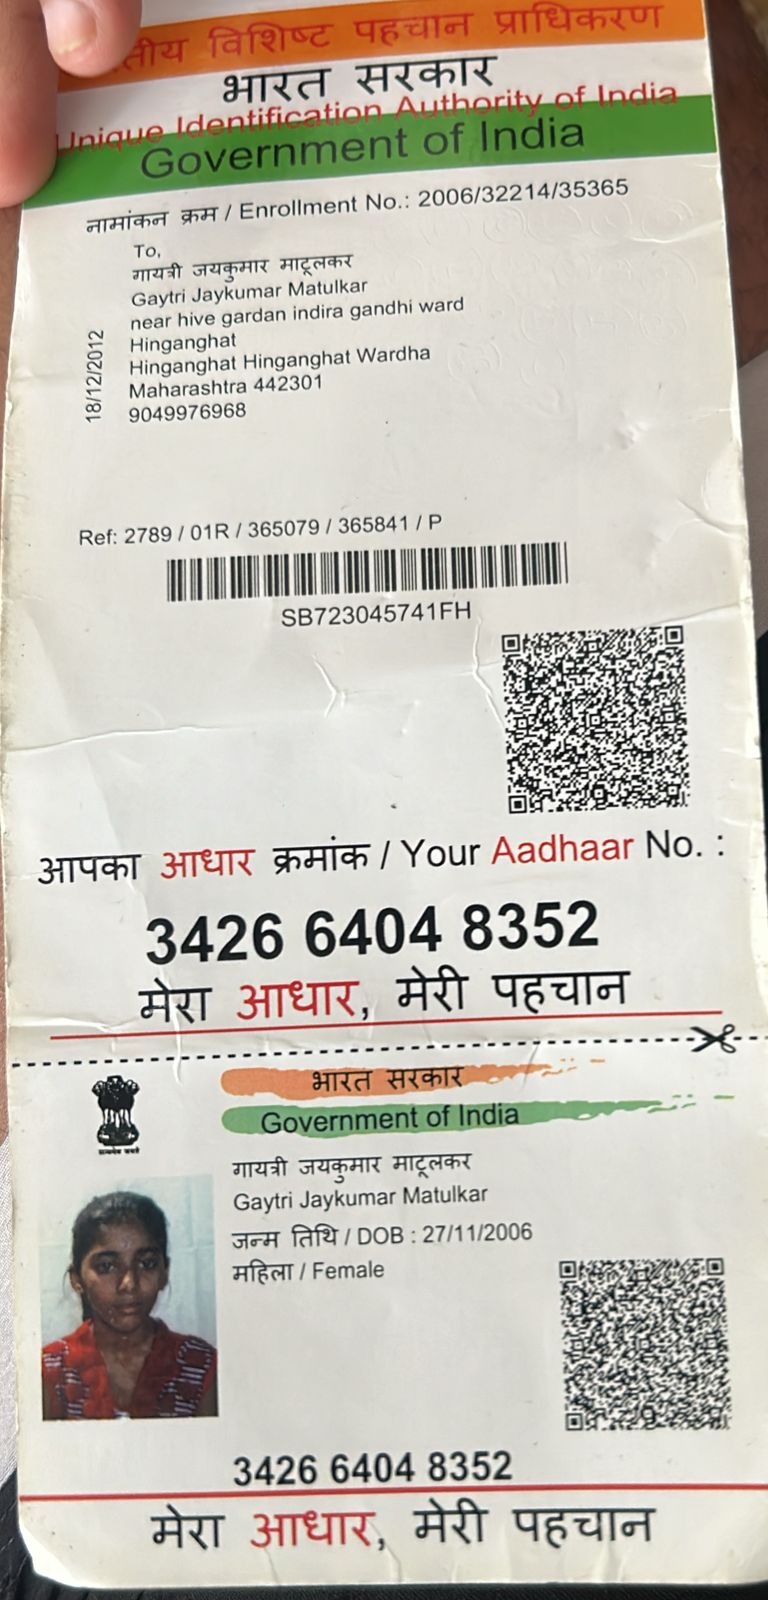 तीय विशिष्ट पहचान प्राधिकरण
भारत सरकार
Unique Identification Authority of India
Government of India
नामांकन क्रम / Enrollment No.: 2006/32214/35365
To,
गायत्री जयकुमार माटूलकर
Gaytri Jaykumar Matulkar
near hive gardan indira gandhi ward
Hinganghat
Hinganghat Hinganghat Wardha
Maharashtra 442301
9049976968
18/12/2012
Ref: 2789 / 01R / 365079 / 365841 / P
SB723045741FH
आपका आधार क्रमांक / Your Aadhaar No. :
3426 6404 8352
मेरा आधार, मेरी पहचान
भारत सरकार
Government of India
सत्यमेव जयते
गायत्री जयकुमार माटूलकर
Gaytri Jaykumar Matulkar
जन्म तिथि / DOB : 27/11/2006
महिला / Female
3426 6404 8352
मेरा आधार, मेरी पहचान